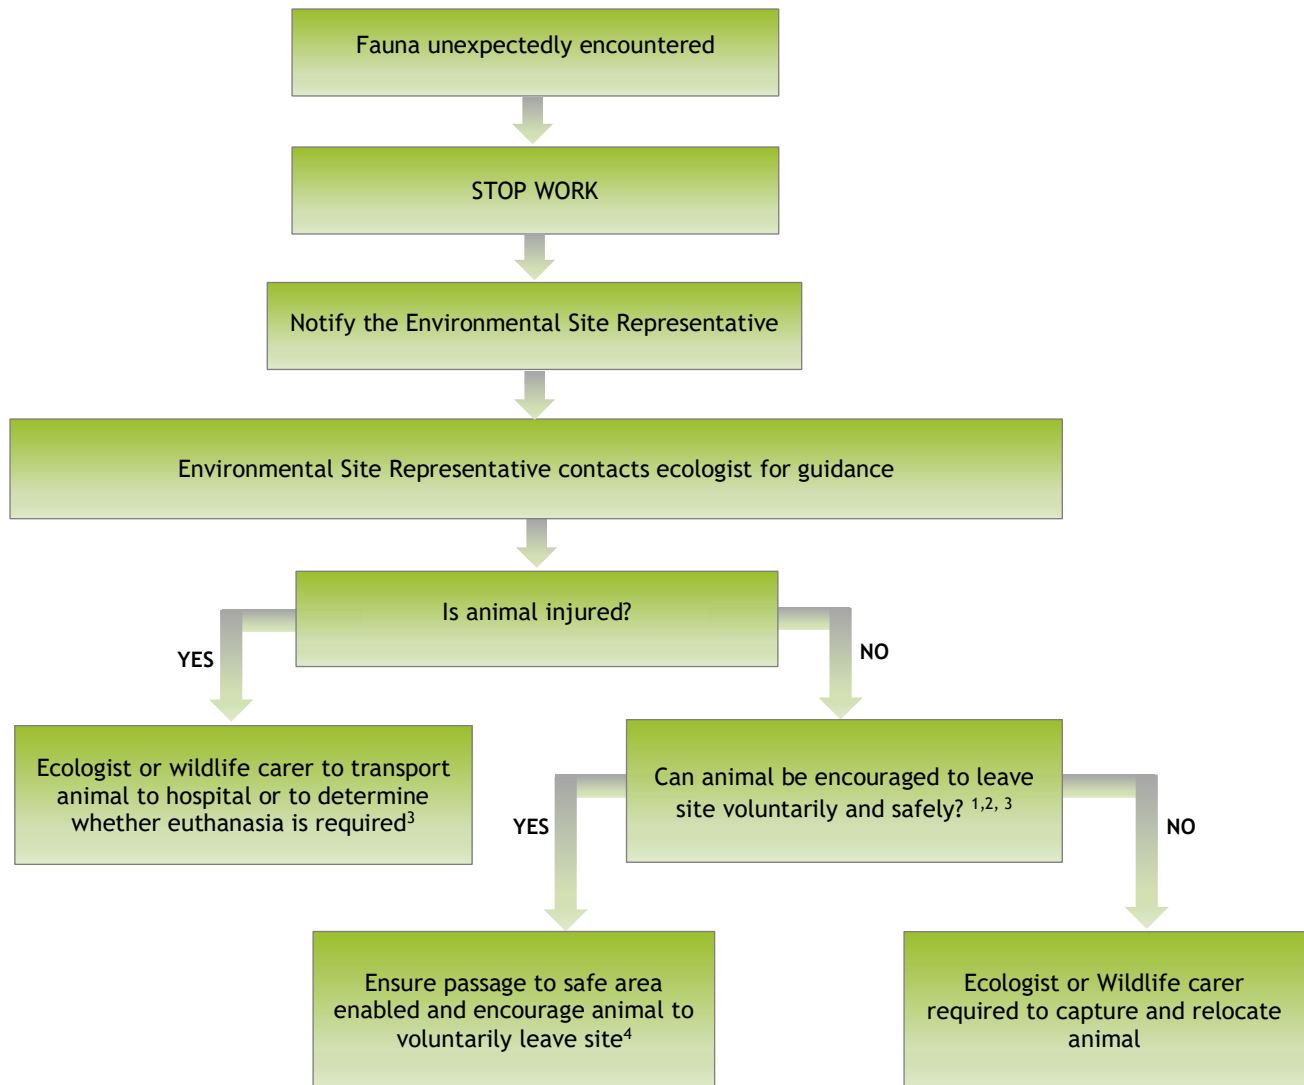 Fauna unexpectedly encountered
STOP WORK
Notify the Environmental Site Representative
Environmental Site Representative contacts ecologist for guidance
Is animal injured?
YES
NO
Ecologist or wildlife carer to transport
animal to hospital or to determine
whether euthanasia is required³
Can animal be encouraged to leave
site voluntarily and safely? ¹,², ³
YES
NO
Ensure passage to safe area
enabled and encourage animal to
voluntarily leave site⁴
Ecologist or Wildlife carer
required to capture and relocate
animal